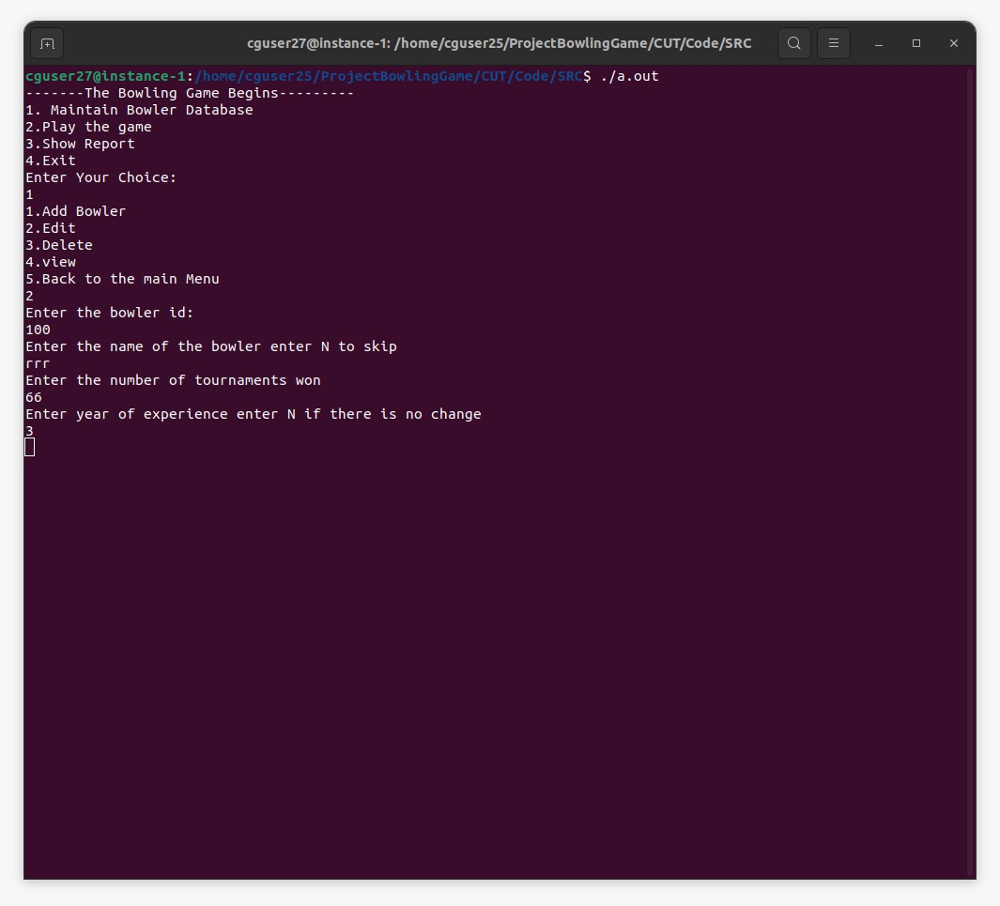 cguser27@instance-1: /home/cguser25/ProjectBowlingGame/CUT/Code/SRC
cguser27@instance-1:/home/cguser25/ProjectBowlingGame/CUT/Code/SRC$ ./a.out
-------The Bowling Game Begins---------
1. Maintain Bowler Database
2.Play the game
3.Show Report
4.Exit
Enter Your Choice:
1
1.Add Bowler
2.Edit
3.Delete
4.view
5.Back to the main Menu
2
Enter the bowler id:
100
Enter the name of the bowler enter N to skip
rrr
Enter the number of tournaments won
66
Enter year of experience enter N if there is no change
3